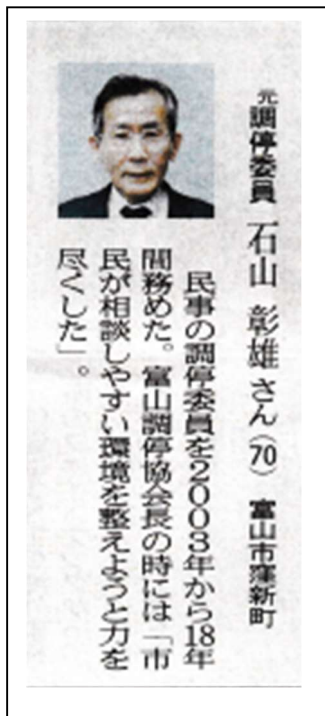 元調停委員 石山 彰雄さん(70) 富山市窪新町
民事の調停委員を2003年から18年
間務めた。富山調停協会長の時には「市
民が相談しやすい環境を整えようと力を
尽くした」。